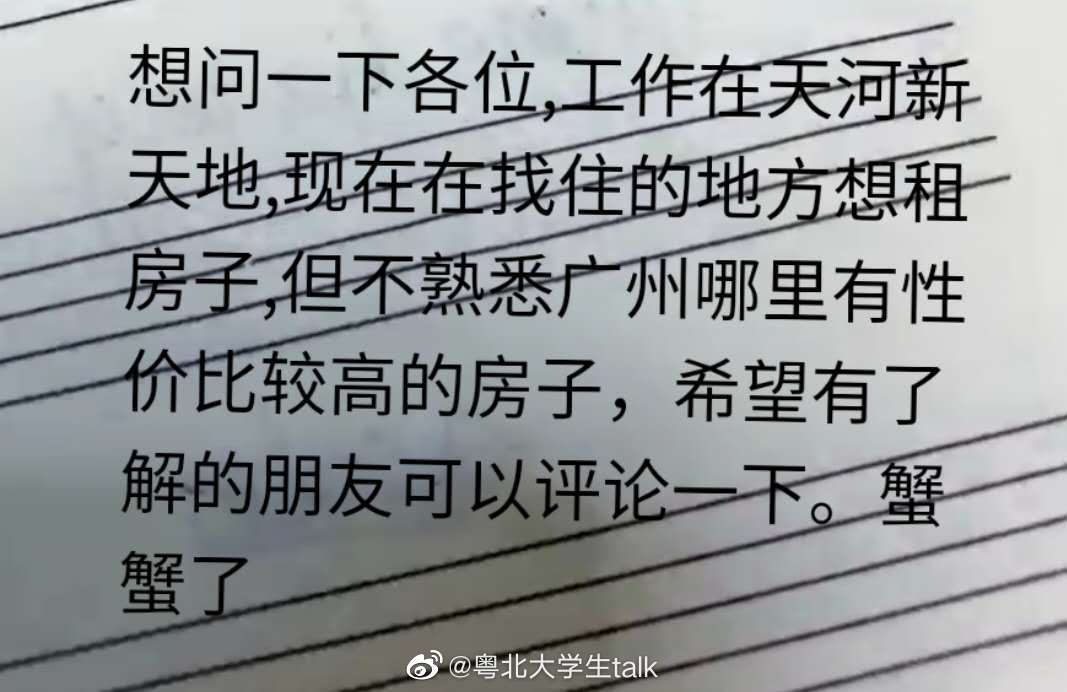 想问一下各位,工作在天河新
天地,现在在找住的地方想租
房子,但不熟悉广州哪里有性
价比较高的房子，希望有了
解的朋友可以评论一下。蟹
蟹了
@粤北大学生talk